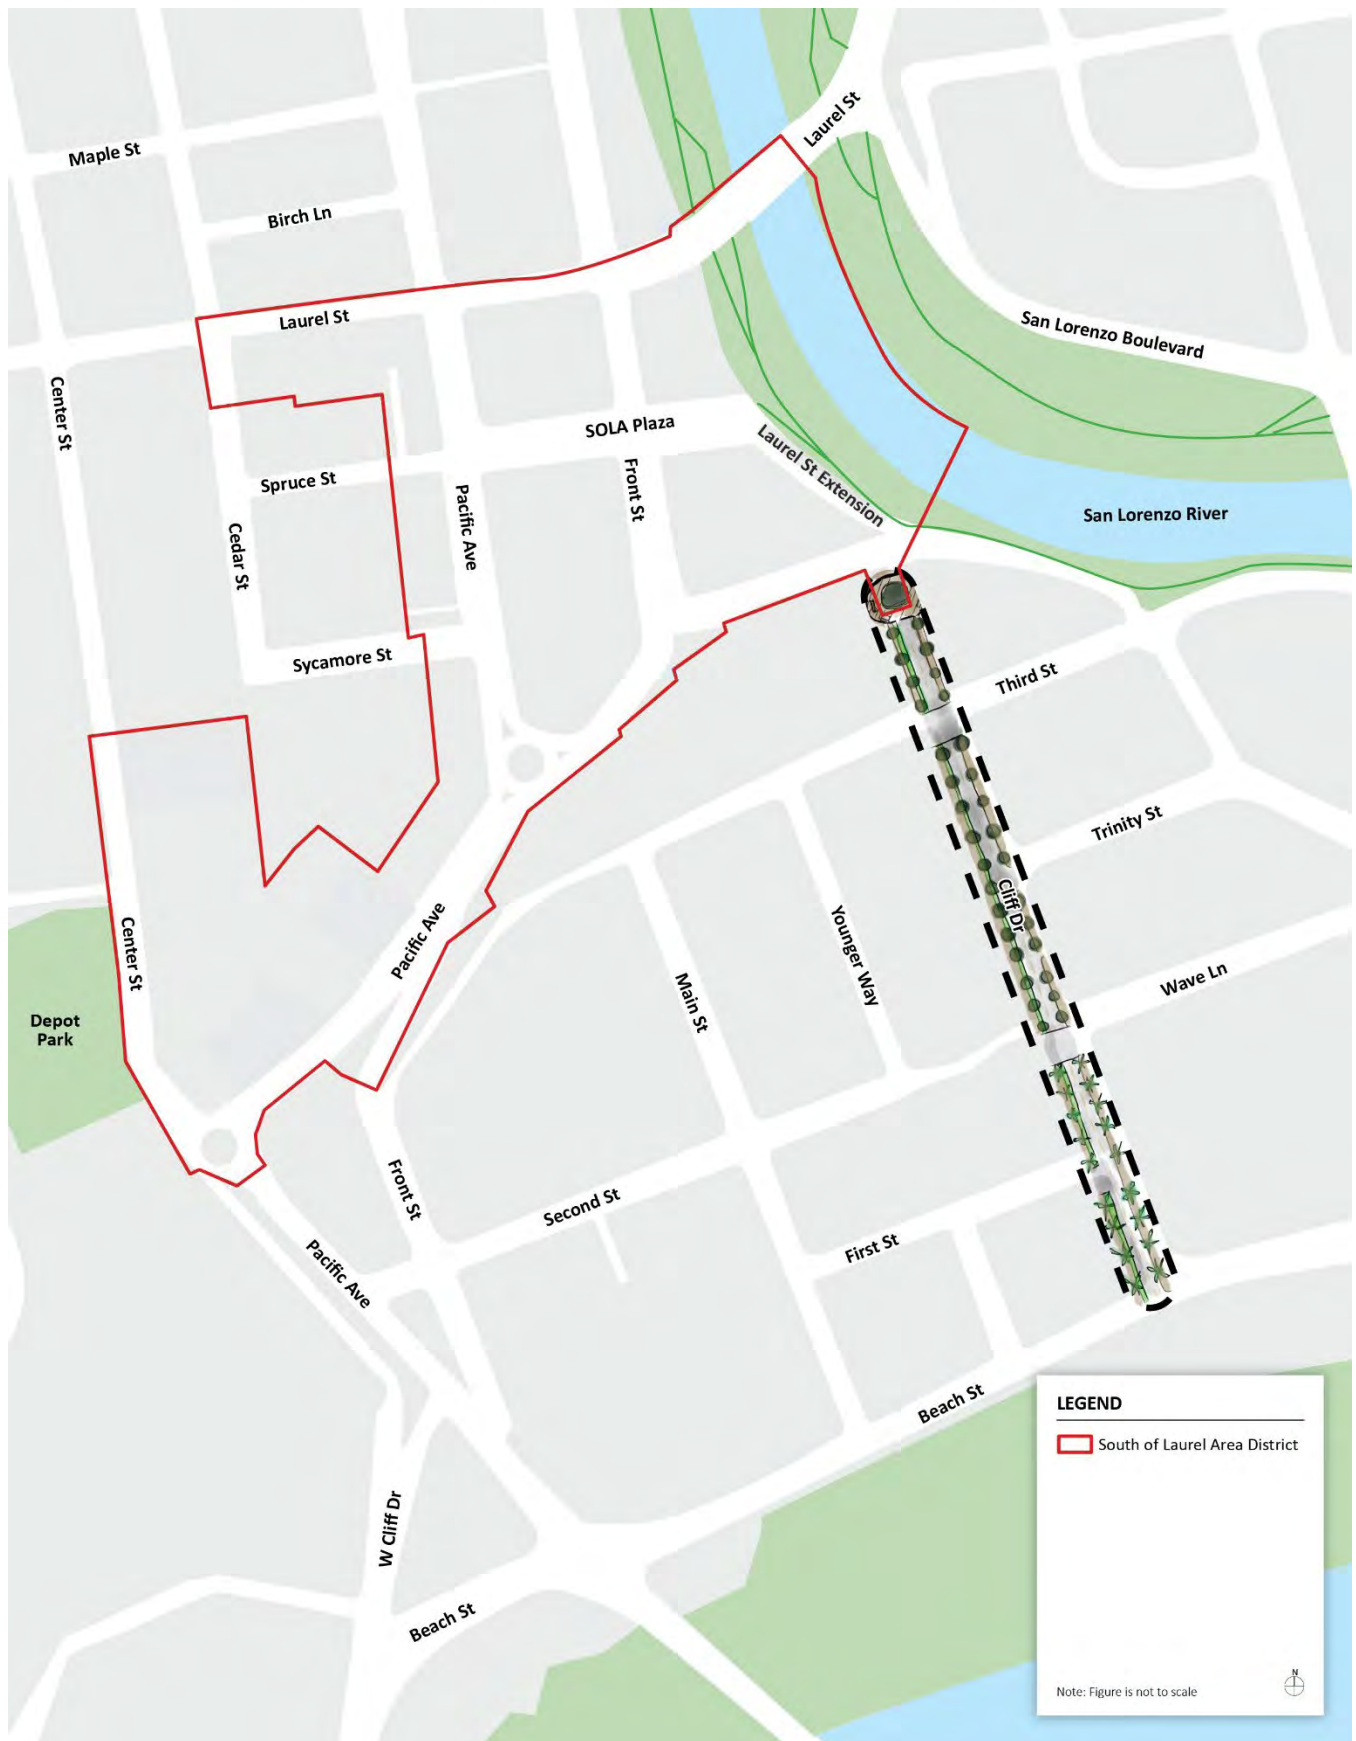 Laurel St
Maple St
Birch Ln
Laurel St
San Lorenzo Boulevard
Center St
SOLA Plaza
Laurel St Extension
Spruce St
Front St
Pacific Ave
San Lorenzo River
Cedar St
Sycamore St
Third St
Trinity St
Cliff Dr
Center St
Pacific Ave
Younger Way
Wave Ln
Main St
Depot
Park
Front St
Second St
First St
Pacific Ave
Beach St
LEGEND
South of Laurel Area District
W Cliff Dr
Beach St
N
Note: Figure is not to scale